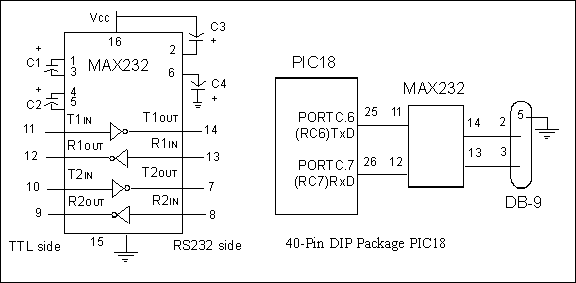 Vcc
C3
+
16
2
MAX232
+
C1
1
3
6
+
C4
+
C2
4
5
11 T1IN T1OUT 14
12 R1OUT R1IN 13
10 T2IN T2OUT 7
9 R2OUT R2IN 8
TTL side 15 RS232 side
PIC18
MAX232
PORTC.6 25 11
(RC6)TxD
14 2 5
PORTC.7 26 12
(RC7)RxD
13 3
DB-9
40-Pin DIP Package PIC18